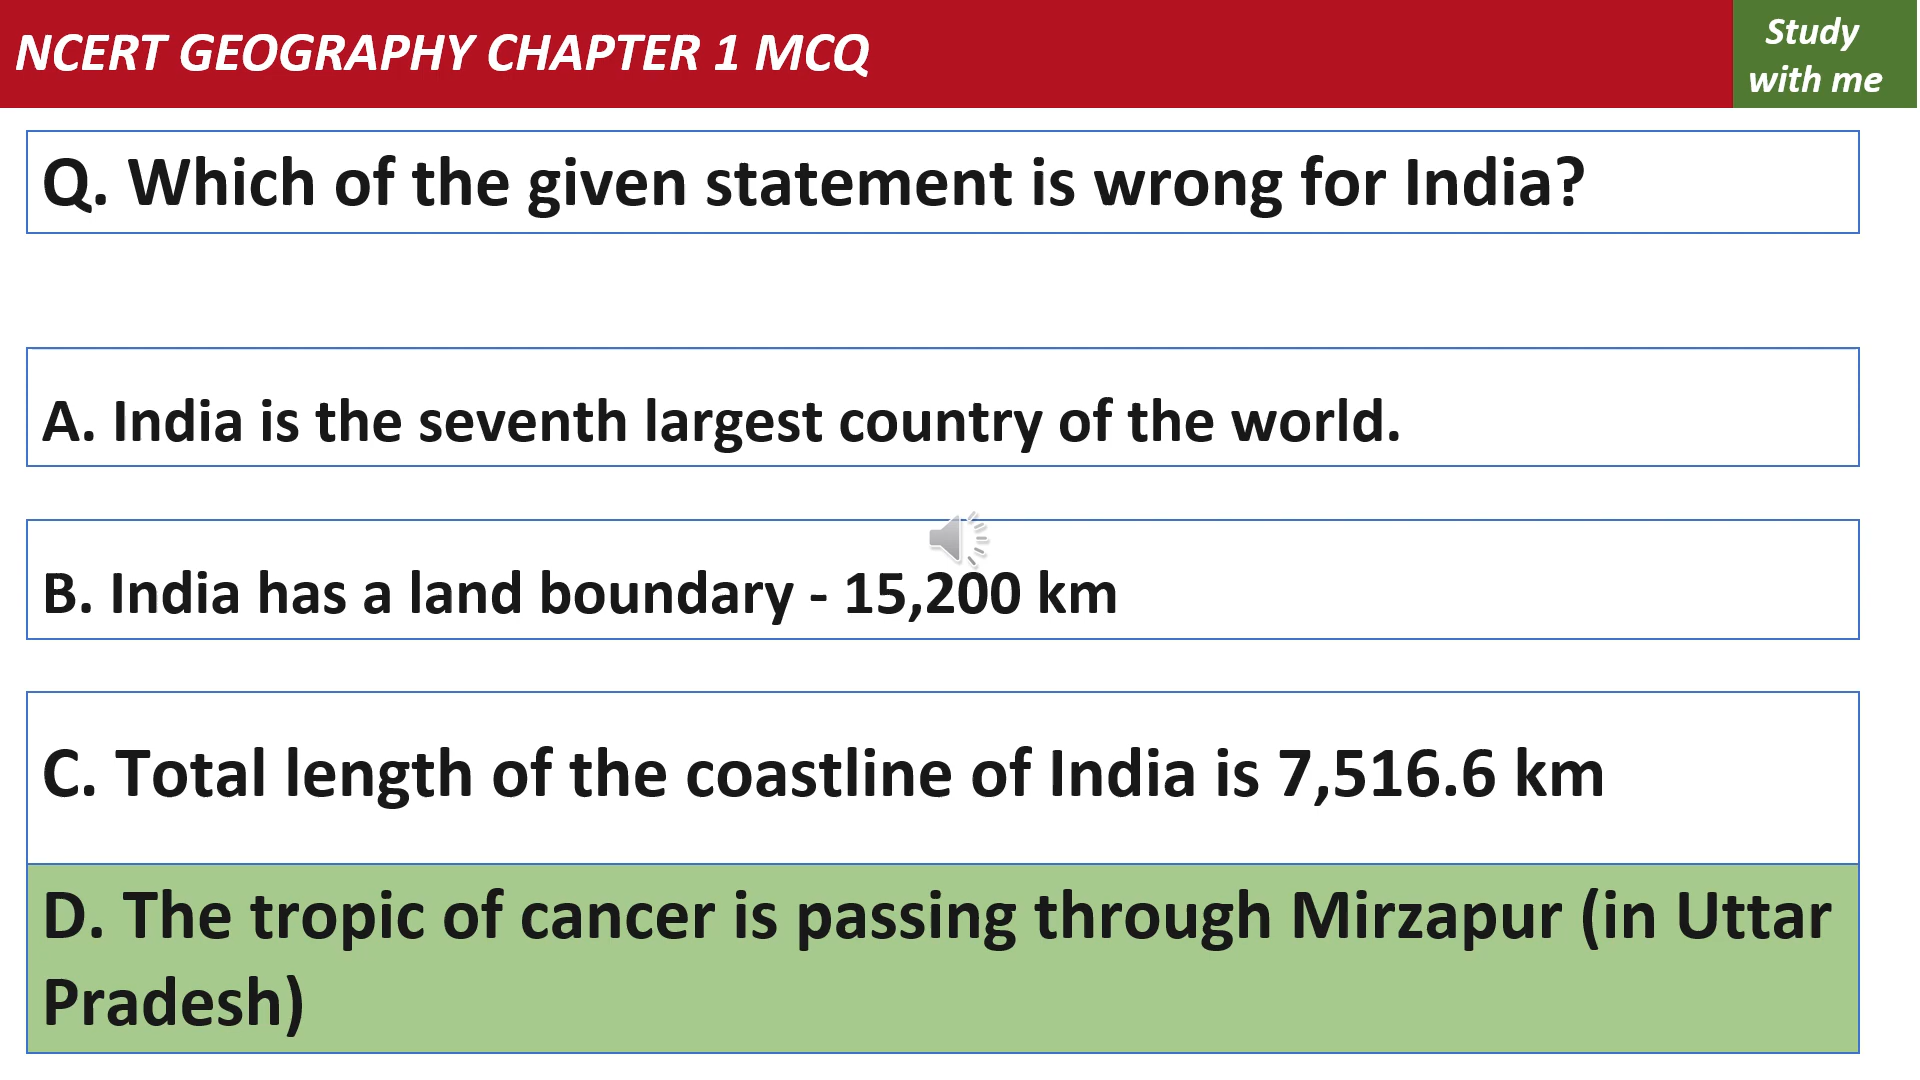 NCERT GEOGRAPHY CHAPTER 1 MCQ
Study
with me
Q. Which of the given statement is wrong for India?
A. India is the seventh largest country of the world.
B. India has a land boundary - 15,200 km
C. Total length of the coastline of India is 7,516.6 km
D. The tropic of cancer is passing through Mirzapur (in Uttar
Pradesh)